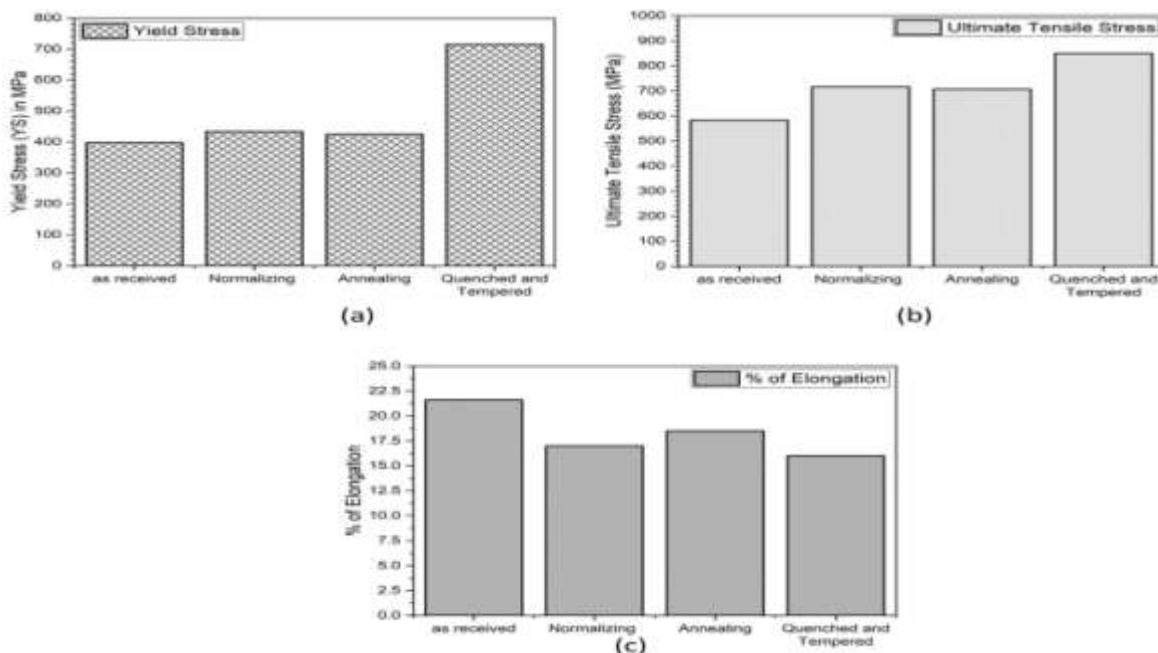 Yield Stress
Yield Stress (YS) in MPa
800
700
600
500
400
300
200
100
0
as received
Normalizing
Annealing
Quenched and
Tempered
(a)
Ultimate Tensile Stress
Ultimate Tensile Stress (MPa)
1000
900
800
700
600
500
400
300
200
100
0
as received
Normalizing
Annealing
Quenched and
Tempered
(b)
% of Elongation
% of Elongation
25.0
22.5
20.0
17.5
15.0
12.5
10.0
7.5
5.0
2.5
0.0
as received
Normalizing
Annealing
Quenched and
Tempered
(c)